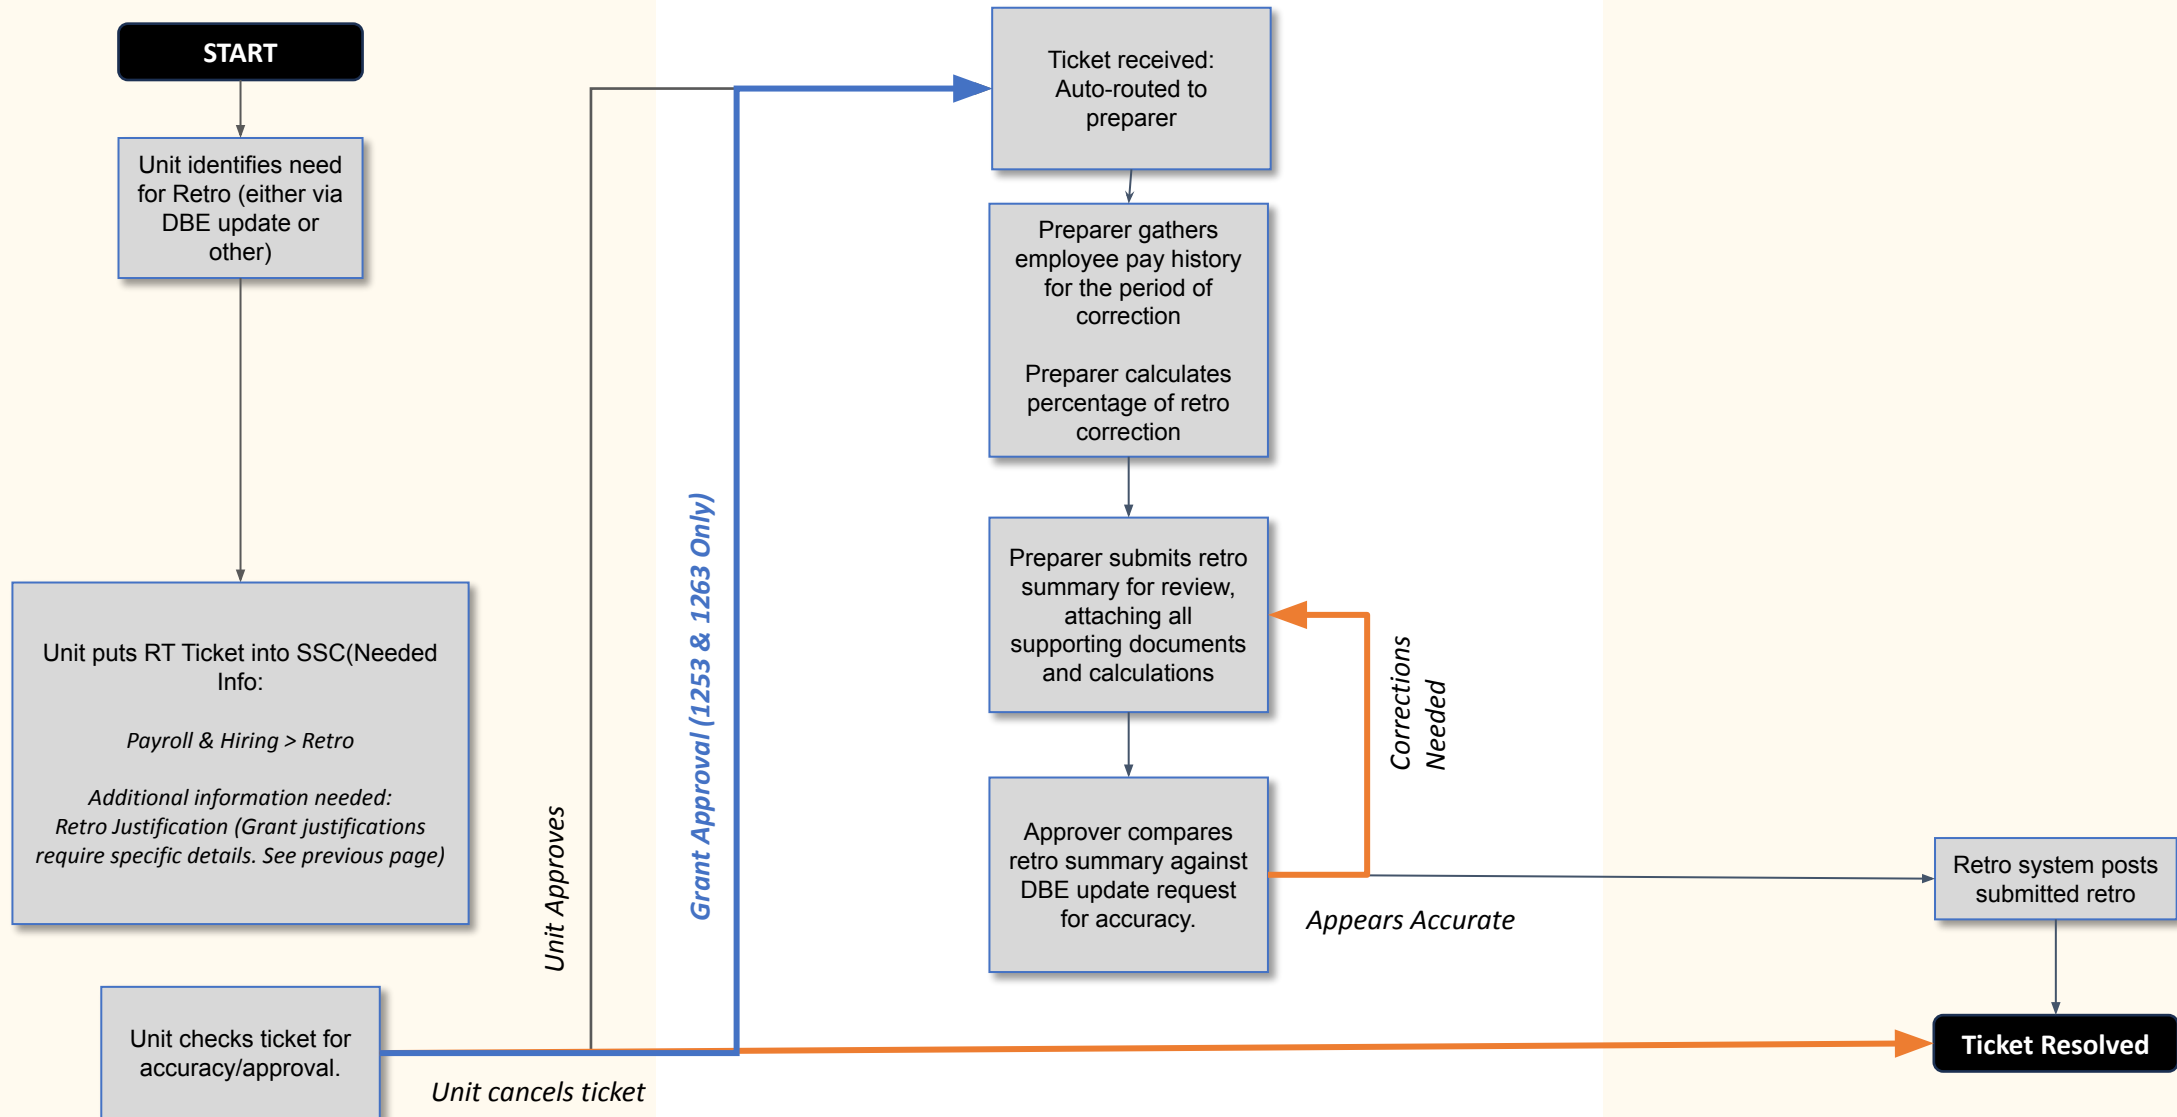 START
Unit identifies need
for Retro (either via
DBE update or
other)
Unit puts RT Ticket into SSC(Needed
Info:
Payroll & Hiring > Retro
Additional information needed:
Retro Justification (Grant justifications
require specific details. See previous page)
Unit checks ticket for
accuracy/approval.
Unit cancels ticket
Unit Approves
Grant Approval (1253 & 1263 Only)
Ticket received:
Auto-routed to
preparer
Preparer gathers
employee pay history
for the period of
correction
Preparer calculates
percentage of retro
correction
Preparer submits retro
summary for review,
attaching all
supporting documents
and calculations
Approver compares
retro summary against
DBE update request
for accuracy.
Corrections
Needed
Appears Accurate
Retro system posts
submitted retro
Ticket Resolved